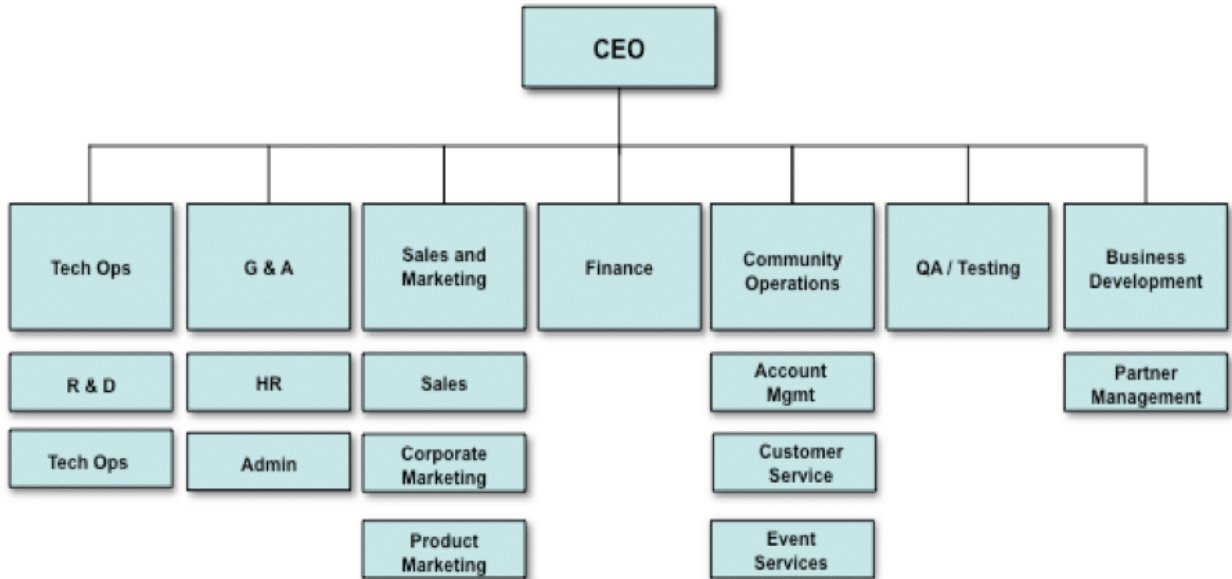 CEO
Tech Ops
G & A
Sales and
Marketing
Finance
Community
Operations
QA / Testing
Business
Development
R & D
HR
Sales
Account
Mgmt
Partner
Management
Tech Ops
Admin
Corporate
Marketing
Customer
Service
Product
Marketing
Event
Services